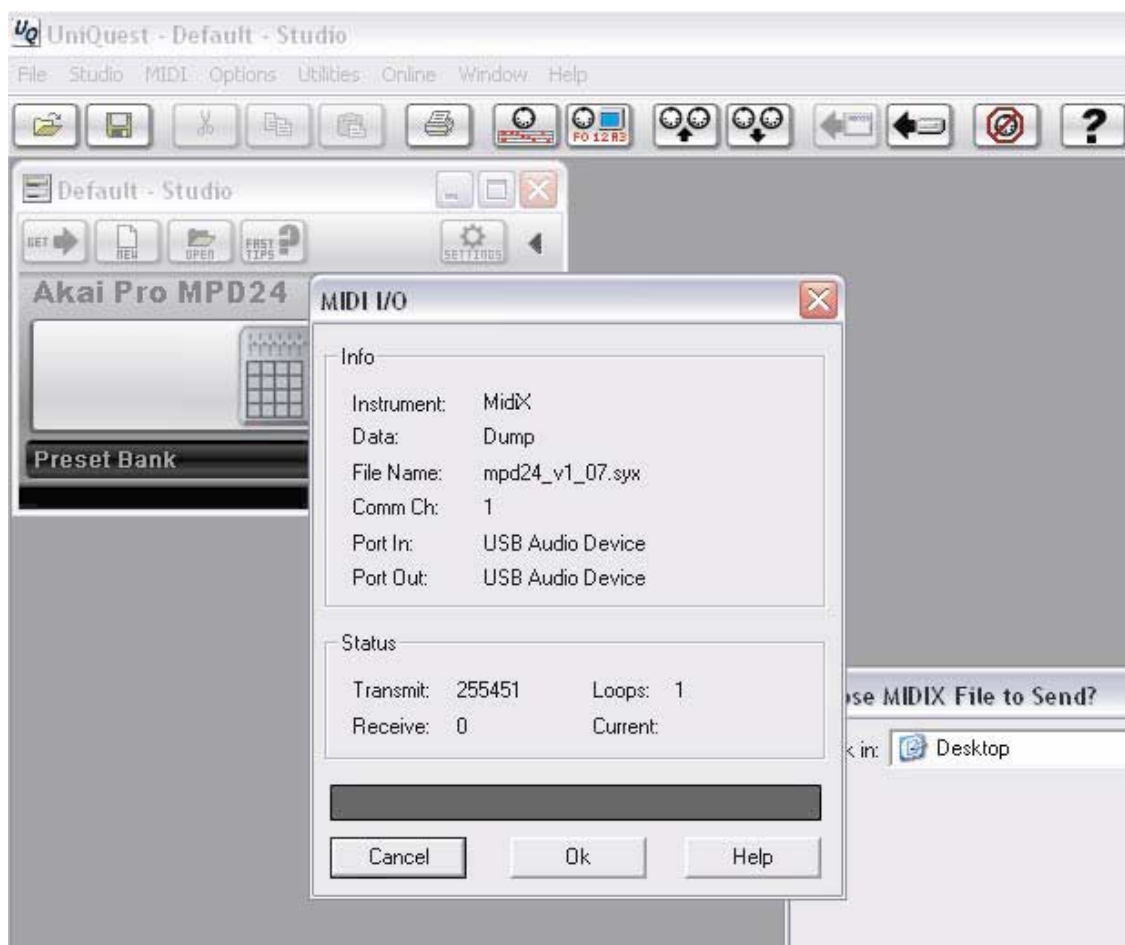 UQ UniQuest - Default - Studio
File Studio MIDI Options Utilities Online Window Help
F0 12 A3
?
Default - Studio
GET NEW OPEN FAST TIPS ? SETTINGS
Akai Pro MPD24
Preset Bank
MIDI I/O
Info
Instrument: MidiX
Data: Dump
File Name: mpd24_v1_07.syx
Comm Ch: 1
Port In: USB Audio Device
Port Out: USB Audio Device
Status
Transmit: 255451 Loops: 1
Receive: 0 Current:
Cancel Ok Help
se MIDIX File to Send?
in: Desktop